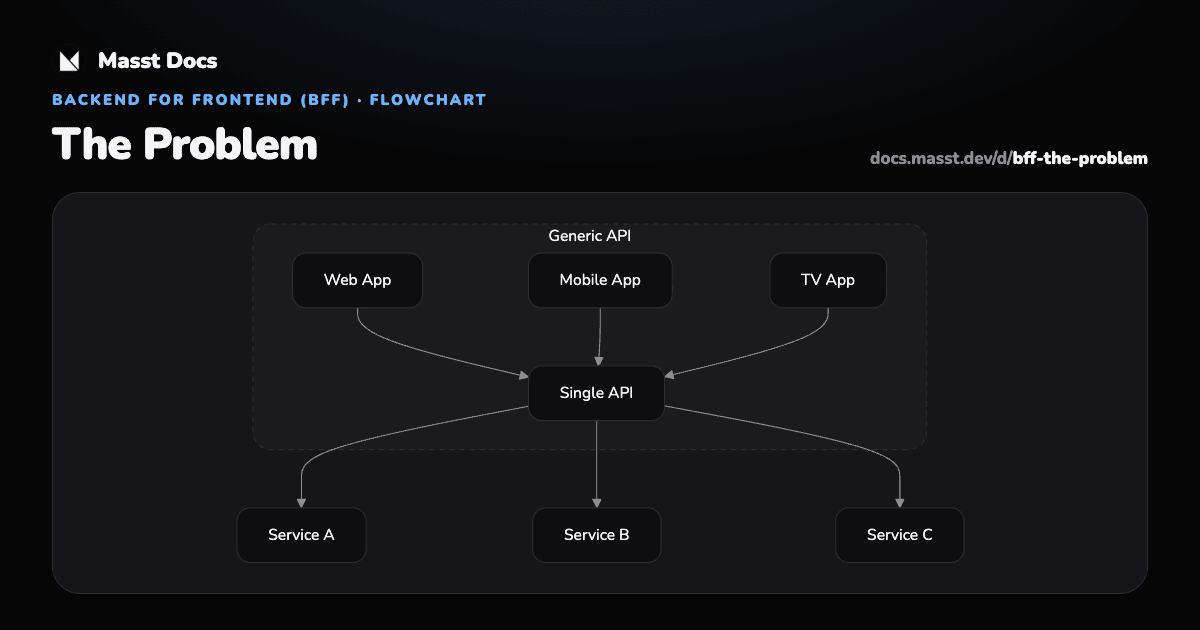 Masst Docs
BACKEND FOR FRONTEND (BFF) · FLOWCHART
The Problem
docs.masst.dev/d/bff-the-problem
Generic API
Web App
Mobile App
TV App
Single API
Service A
Service B
Service C